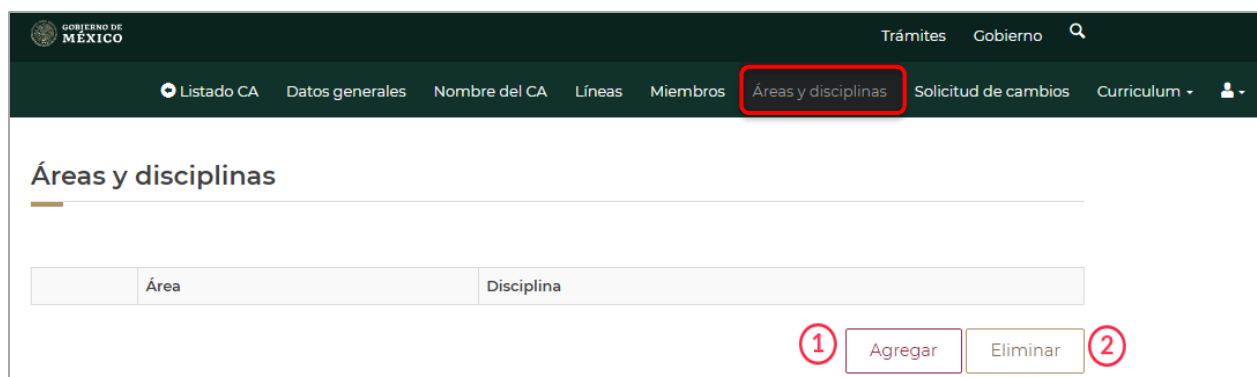 GOBIERNO DE
MÉXICO
Trámites Gobierno
Listado CA Datos generales Nombre del CA Líneas Miembros Áreas y disciplinas Solicitud de cambios Curriculum
Áreas y disciplinas
Área Disciplina
1 Agregar Eliminar 2